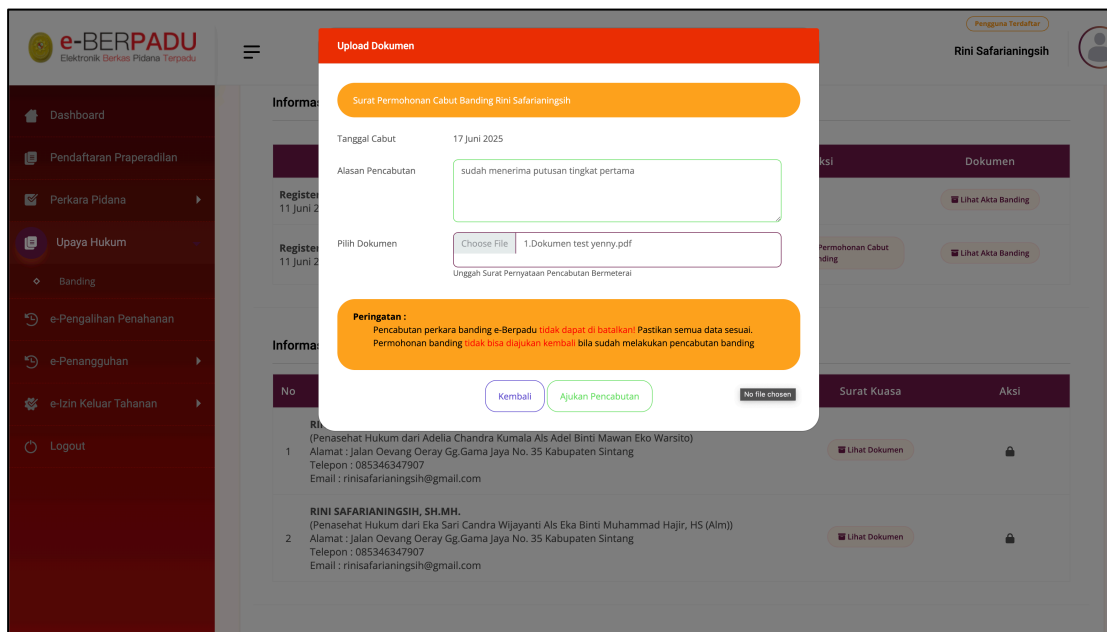 Pengguna Terdaftar
e-BERPADU
Elektronik Berkas Pidana Terpadu
Rini Safarianingsih
Dashboard
Pendaftaran Praperadilan
Perkara Pidana
Upaya Hukum
Banding
e-Pengalihan Penahanan
e-Penangguhan
e-Izin Keluar Tahanan
Logout
Upload Dokumen
Surat Permohonan Cabut Banding Rini Safarianingsih
Tanggal Cabut 17 Juni 2025
Alasan Pencabutan sudah menerima putusan tingkat pertama
Pilih Dokumen Choose File 1.Dokumen test yenny.pdf
Unggah Surat Pernyataan Pencabutan Bermeterai
Peringatan :
Pencabutan perkara banding e-Berpadu tidak dapat di batalkan! Pastikan semua data sesuai.
Permohonan banding tidak bisa diajukan kembali bila sudah melakukan pencabutan banding
Kembali Ajukan Pencabutan No file chosen
Dokumen
11 Juni 2
Lihat Akta Banding
Permohonan Cabut
11 Juni 2
Lihat Akta Banding
No Surat Kuasa Aksi
(Penasehat Hukum dari Adelia Chandra Kumala Als Adel Binti Mawan Eko Warsito)
1 Alamat : Jalan Oevang Oeray Gg.Gama Jaya No. 35 Kabupaten Sintang
Lihat Dokumen
Telepon : 085346347907
Email : rinisafarianingsih@gmail.com
RINI SAFARIANINGSIH, SH.MH.
(Penasehat Hukum dari Eka Sari Candra Wijayanti Als Eka Binti Muhammad Hajir, HS (Alm))
2 Alamat : Jalan Oevang Oeray Gg.Gama Jaya No. 35 Kabupaten Sintang
Lihat Dokumen
Telepon : 085346347907
Email : rinisafarianingsih@gmail.com